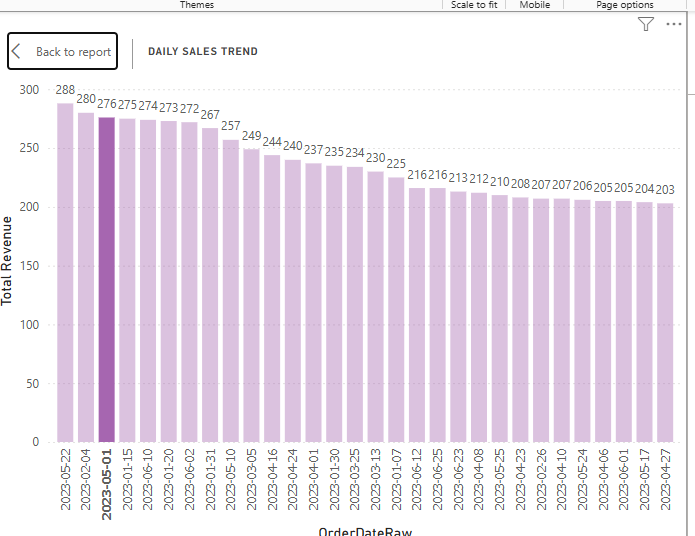 Themes Scale to fit Mobile Page options
Back to report DAILY SALES TREND
Total Revenue
300
250
200
150
100
50
0
288 280 276 275 274 273 272 267 257 249 244 240 237 235 234 230 225 216 216 213 212 210 208 207 207 206 205 205 204 203
2023-05-22 2023-02-04 2023-05-01 2023-01-15 2023-06-10 2023-01-20 2023-06-02 2023-01-31 2023-05-10 2023-03-05 2023-04-16 2023-04-24 2023-04-01 2023-01-30 2023-03-25 2023-03-13 2023-01-07 2023-06-12 2023-06-25 2023-06-23 2023-04-08 2023-05-25 2023-04-23 2023-02-26 2023-04-10 2023-05-24 2023-04-06 2023-06-01 2023-05-17 2023-04-27
OrderDateRaw